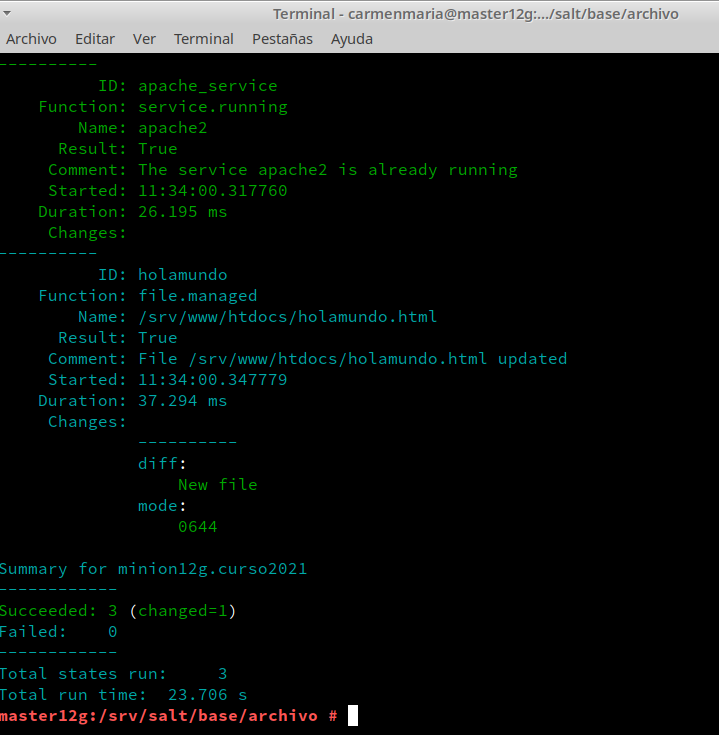 Terminal - carmenmaria@master12g:.../salt/base/archivo
Archivo Editar Ver Terminal Pestañas Ayuda
----------
ID: apache_service
Function: service.running
Name: apache2
Result: True
Comment: The service apache2 is already running
Started: 11:34:00.317760
Duration: 26.195 ms
Changes:
----------
ID: holamundo
Function: file.managed
Name: /srv/www/htdocs/holamundo.html
Result: True
Comment: File /srv/www/htdocs/holamundo.html updated
Started: 11:34:00.347779
Duration: 37.294 ms
Changes:
----------
diff:
New file
mode:
0644
Summary for minion12g.curso2021
------------
Succeeded: 3 (changed=1)
Failed: 0
------------
Total states run: 3
Total run time: 23.706 s
master12g:/srv/salt/base/archivo #